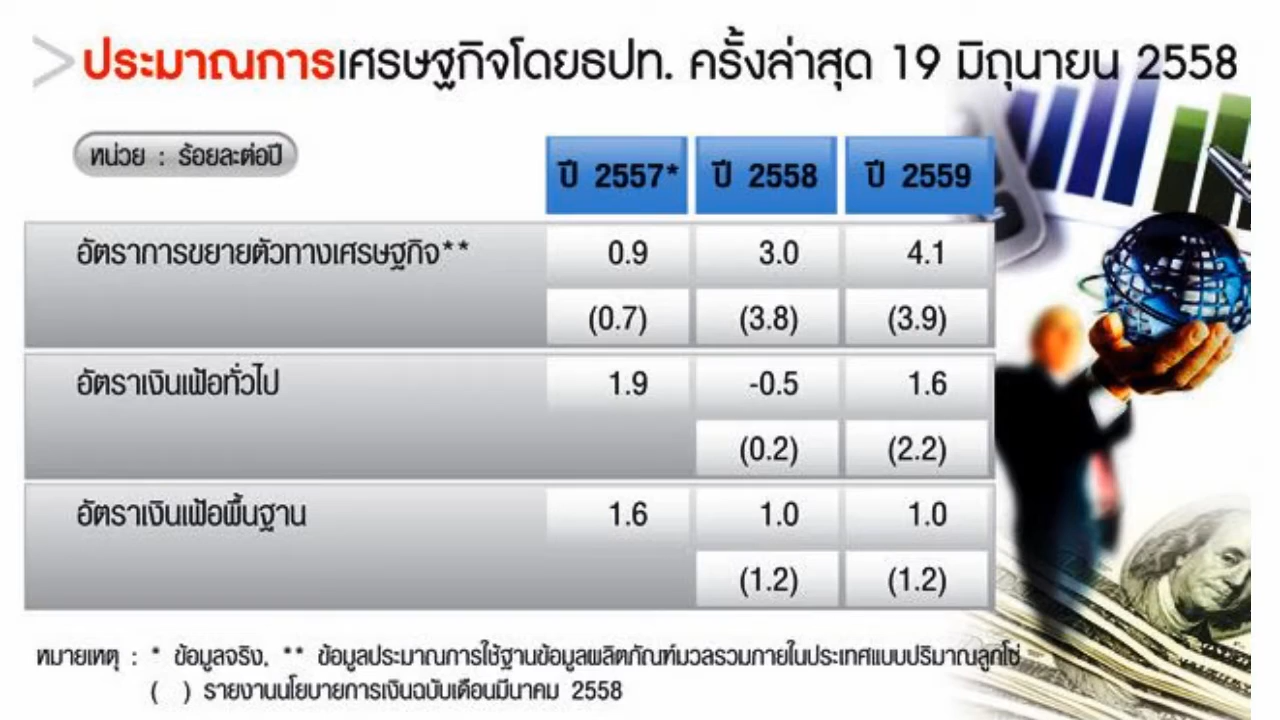 ประมาณการเศรษฐกิจโดยธปท. ครั้งล่าสุด 19 มิถุนายน 2558
หน่วย : ร้อยละต่อปี
ปี 2557* ปี 2558 ปี 2559
อัตราการขยายตัวทางเศรษฐกิจ** 0.9 3.0 4.1
(0.7) (3.8) (3.9)
อัตราเงินเฟ้อทั่วไป 1.9 -0.5 1.6
(0.2) (2.2)
อัตราเงินเฟ้อพื้นฐาน 1.6 1.0 1.0
(1.2) (1.2)
หมายเหตุ : * ข้อมูลจริง, ** ข้อมูลประมาณการใช้ฐานข้อมูลผลิตภัณฑ์มวลรวมภายในประเทศแบบปริมาณลูกโซ่
( ) รายงานนโยบายการเงินฉบับเดือนมีนาคม 2558